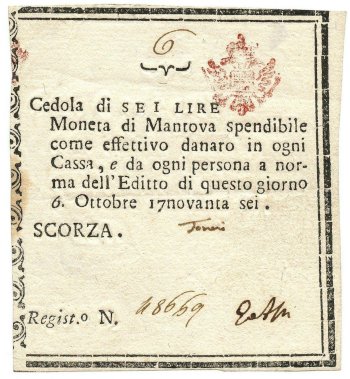 6
Cedola di SEI LIRE
Moneta di Mantova spendibile
come effettivo danaro in ogni
Cassa, e da ogni persona a nor-
ma dell'Editto di questo giorno
6. Ottobre 17novanta sei.
SCORZA.
Regist.o N. 48669